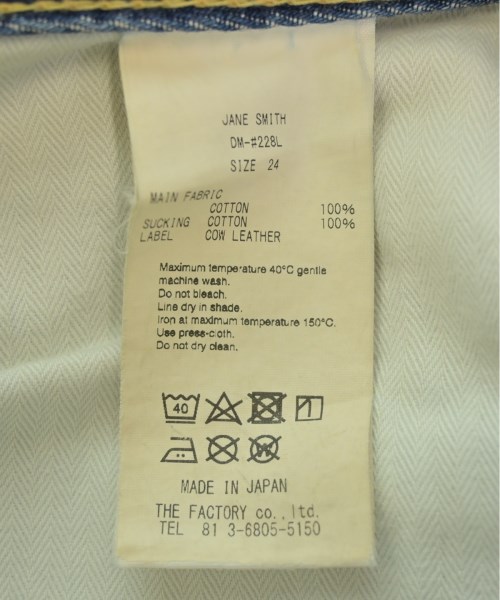 JANE SMITH
DM-#228L
SIZE 24
MAIN FABRIC
COTTON 100%
SUCKING COTTON 100%
LABEL COW LEATHER
Maximum temperature 40°C gentle
machine wash.
Do not bleach.
Line dry in shade.
Iron at maximum temperature 150°C.
Use press-cloth.
Do not dry clean.
40
W
MADE IN JAPAN
THE FACTORY co.,ltd.
TEL 81 3-6805-5150